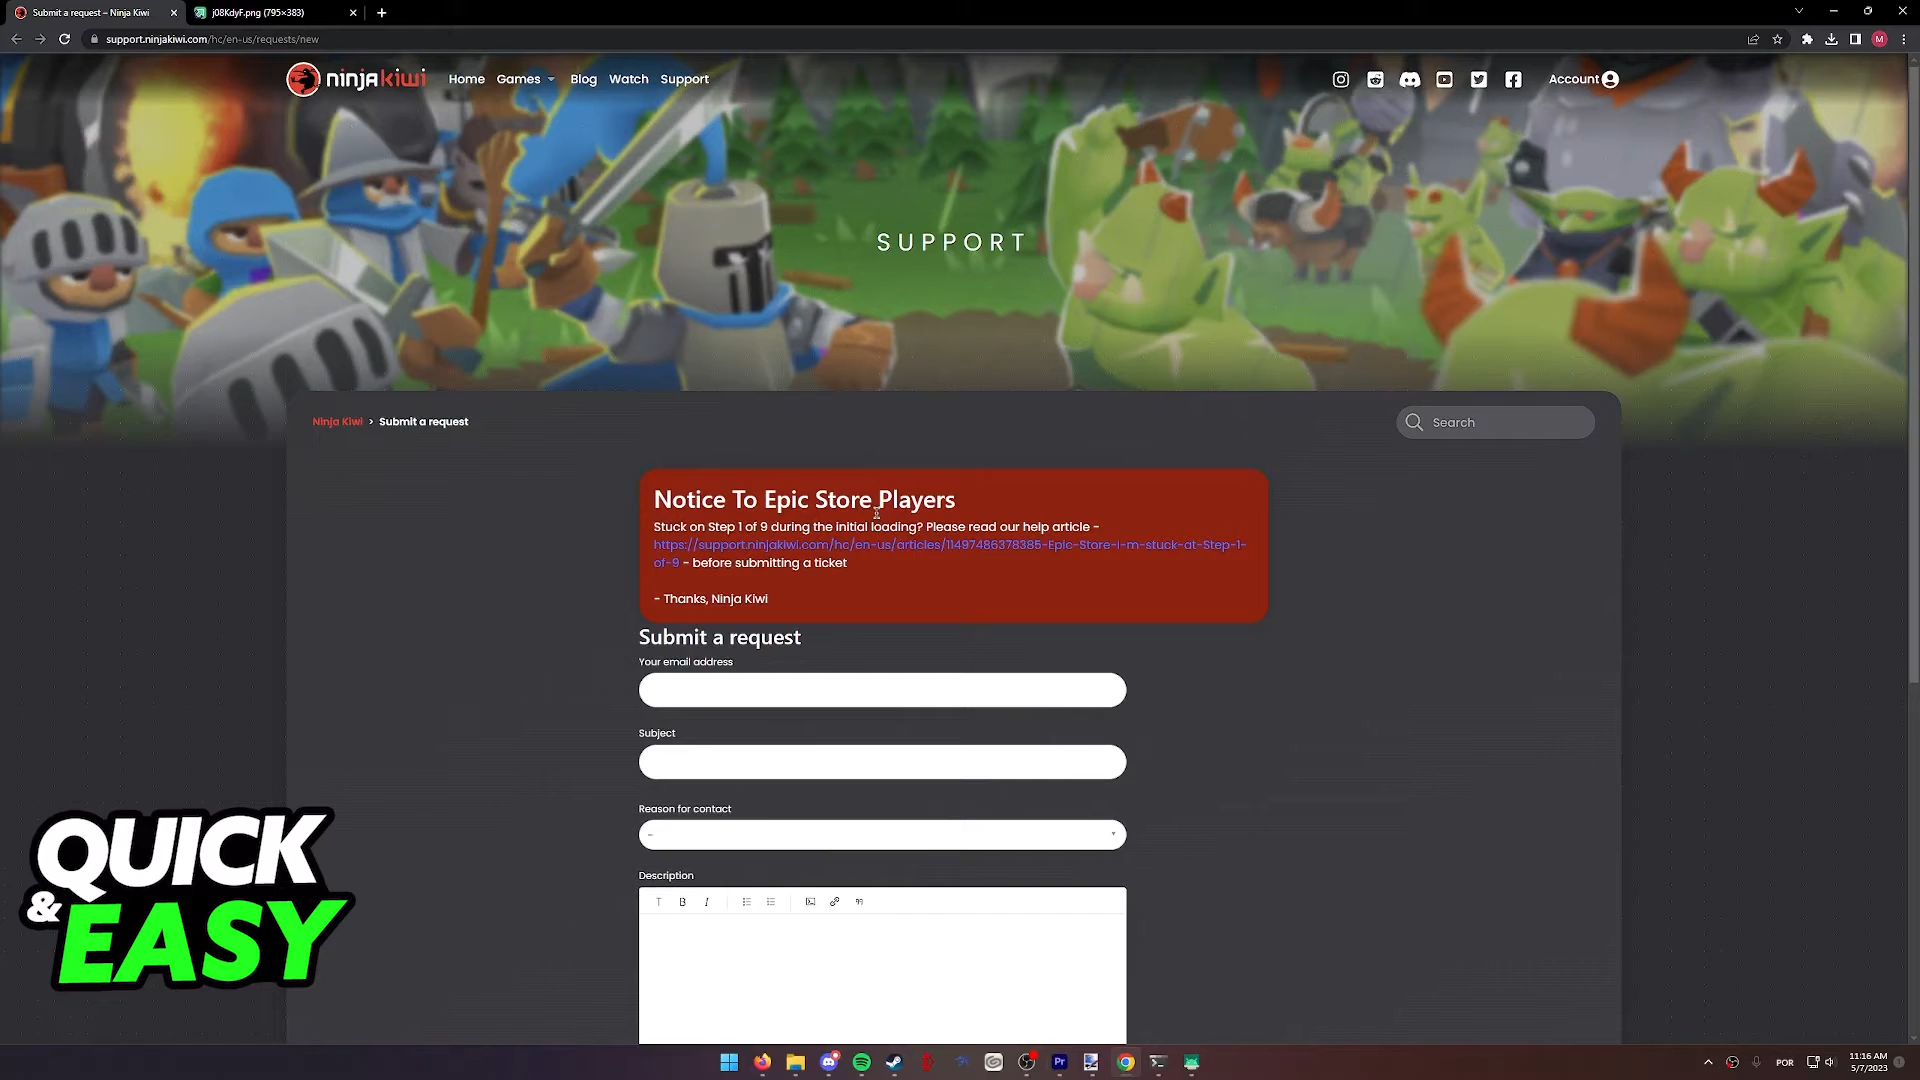 Submit a request – Ninja Kiwi
j08KdyF.png (795×383)
support.ninjakiwi.com/hc/en-us/requests/new
ninjakiwi
Home
Games
Blog
Watch
Support
Account
SUPPORT
Ninja Kiwi > Submit a request
Search
Notice To Epic Store Players
Stuck on Step 1 of 9 during the initial loading? Please read our help article -
https://support.ninjakiwi.com/hc/en-us/articles/11497486378385-Epic-Store-I-m-stuck-at-Step-1-
of-9 - before submitting a ticket
- Thanks, Ninja Kiwi
Submit a request
Your email address
Subject
Reason for contact
-
Description
QUICK
& EASY
POR
11:16 AM
5/7/2023